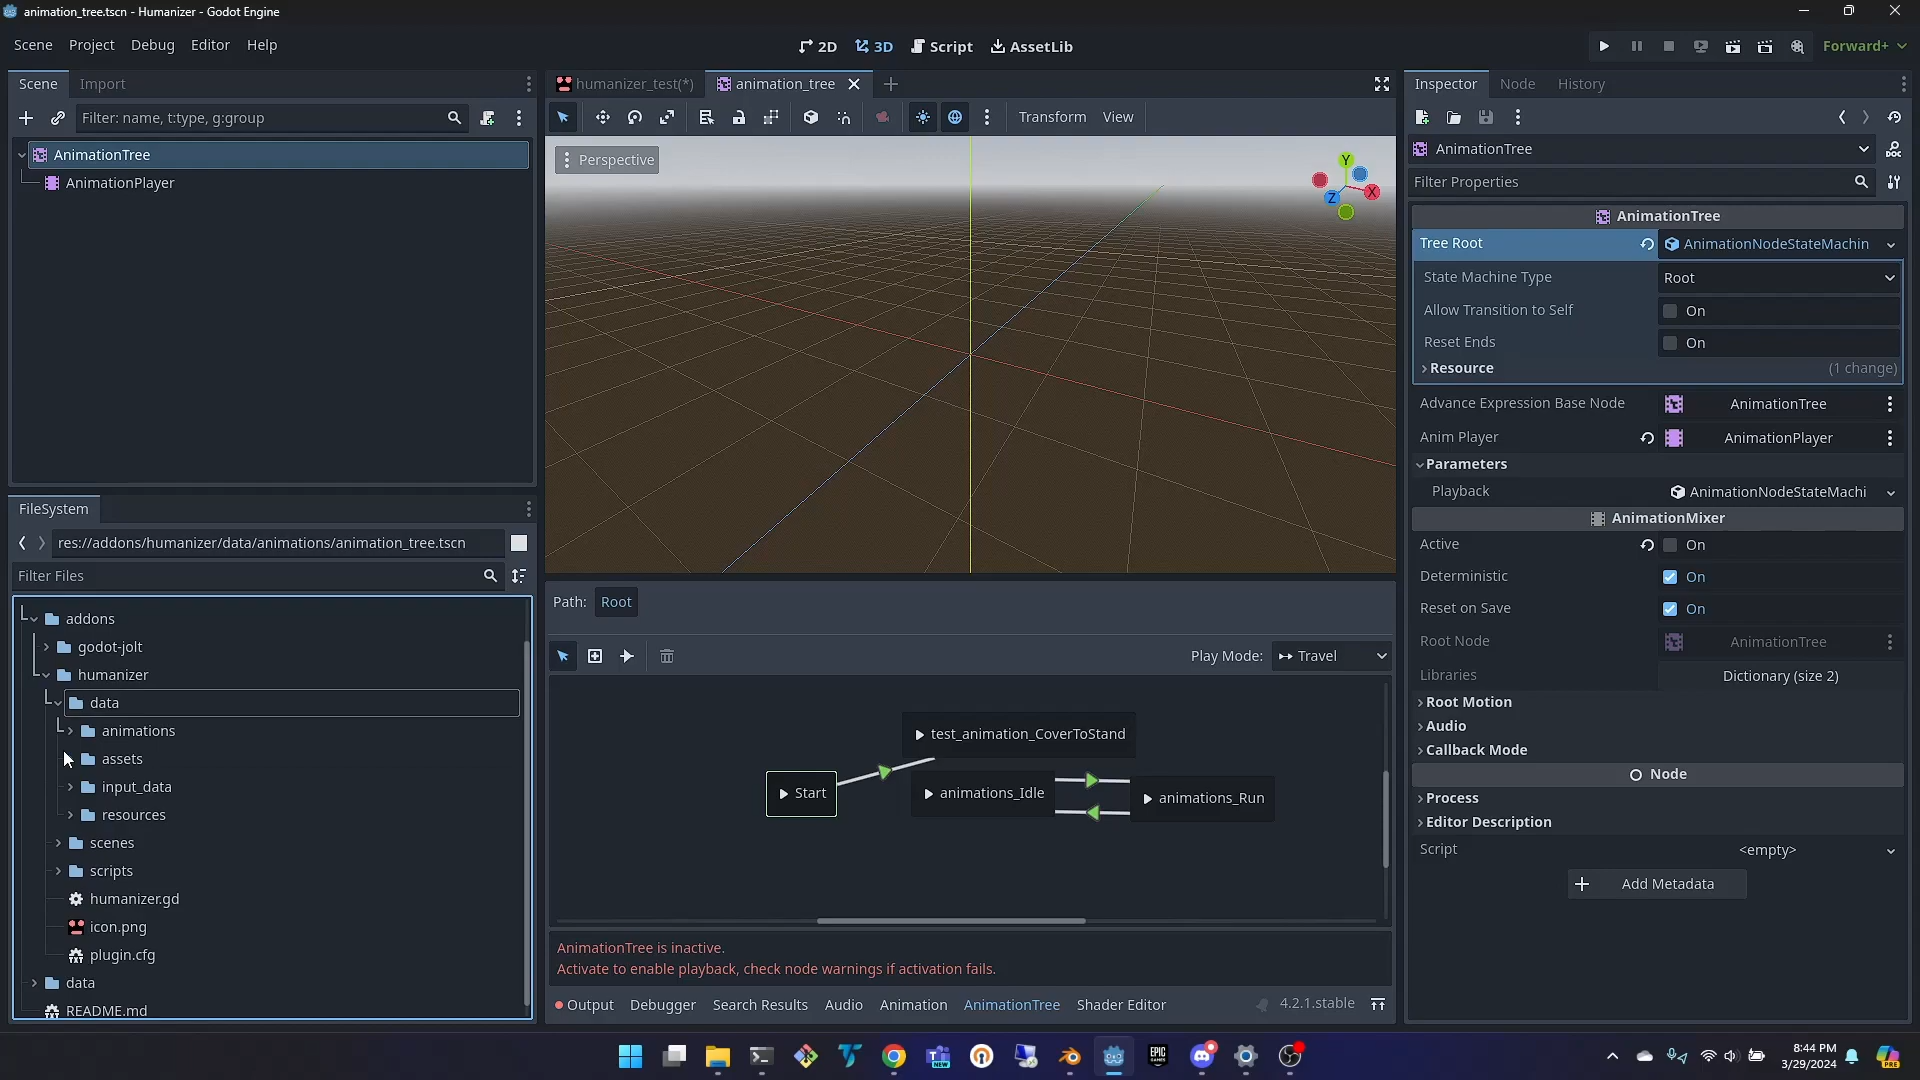 animation_tree.tscn - Humanizer - Godot Engine
Scene Project Debug Editor Help
2D 3D Script AssetLib
Forward+
Scene Import
Filter: name, t:type, g:group
AnimationTree
AnimationPlayer
FileSystem
res://addons/humanizer/data/animations/animation_tree.tscn
Filter Files
addons
godot-jolt
humanizer
data
animations
assets
input_data
resources
scenes
scripts
humanizer.gd
icon.png
plugin.cfg
data
README.md
humanizer_test(*) animation_tree
Transform View
Perspective
Y
X
Z
Path: Root
Play Mode: Travel
test_animation_CoverToStand
Start
animations_Idle
animations_Run
AnimationTree is inactive.
Activate to enable playback, check node warnings if activation fails.
Output Debugger Search Results Audio Animation AnimationTree Shader Editor
4.2.1.stable
Inspector Node History
AnimationTree
Filter Properties
AnimationTree
Tree Root AnimationNodeStateMachin
State Machine Type Root
Allow Transition to Self On
Reset Ends On
Resource (1 change)
Advance Expression Base Node AnimationTree
Anim Player AnimationPlayer
Parameters
Playback AnimationNodeStateMachi
AnimationMixer
Active On
Deterministic On
Reset on Save On
Root Node AnimationTree
Libraries Dictionary (size 2)
Root Motion
Audio
Callback Mode
Node
Process
Editor Description
Script <empty>
Add Metadata
NEW
EPIC GAMES
8:44 PM
3/29/2024
PRE